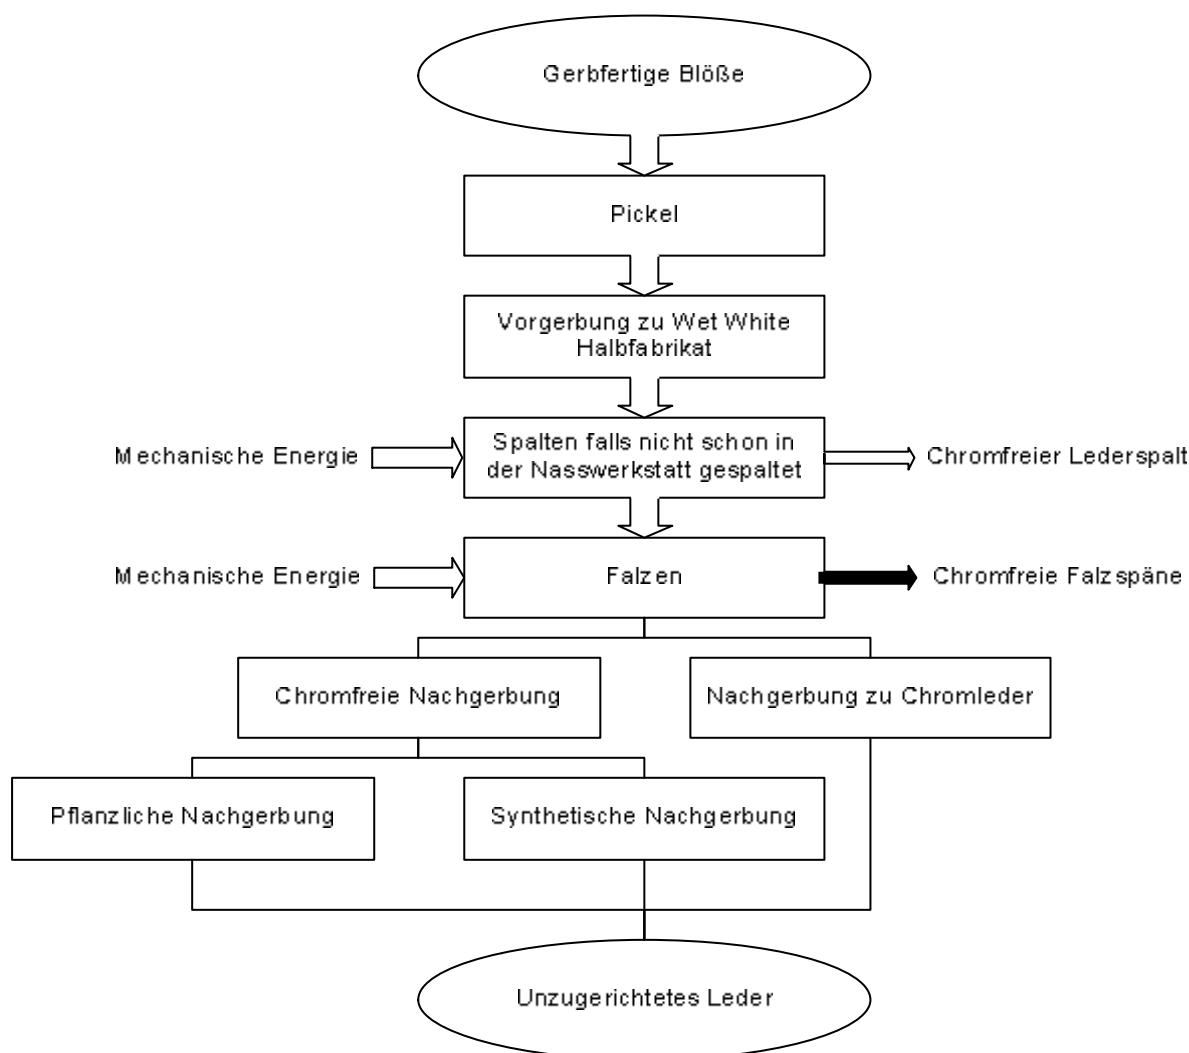 Gerbfertige Blöße
Pickel
Vorgerbung zu Wet White
Halbfabrikat
Mechanische Energie
Spalten falls nicht schon in
der Nasswerkstatt gespaltet
Chromfreier Lederspalt
Mechanische Energie
Falzen
Chromfreie Falzspäne
Chromfreie Nachgerbung
Nachgerbung zu Chromleder
Pflanzliche Nachgerbung
Synthetische Nachgerbung
Unzugerichtetes Leder